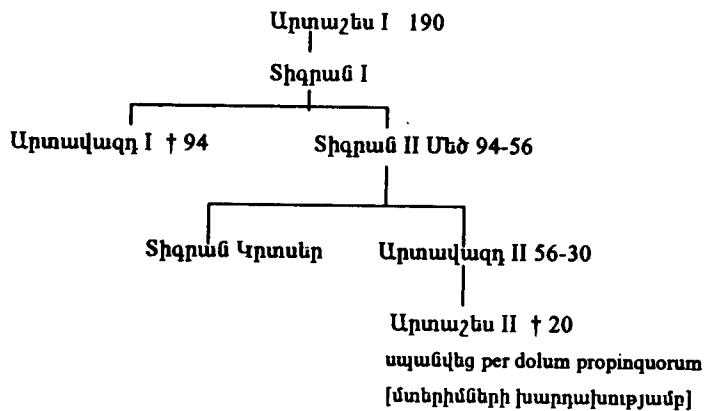 Արտաշես I 190
Տիգրան I
Արտավազդ I † 94
Տիգրան II Մեծ 94-56
Տիգրան Կրտսեր
Արտավազդ II 56-30
Արտաշես II † 20
սպանվեց per dolum propinquorum
[մտերիմների խարդախությամբ]